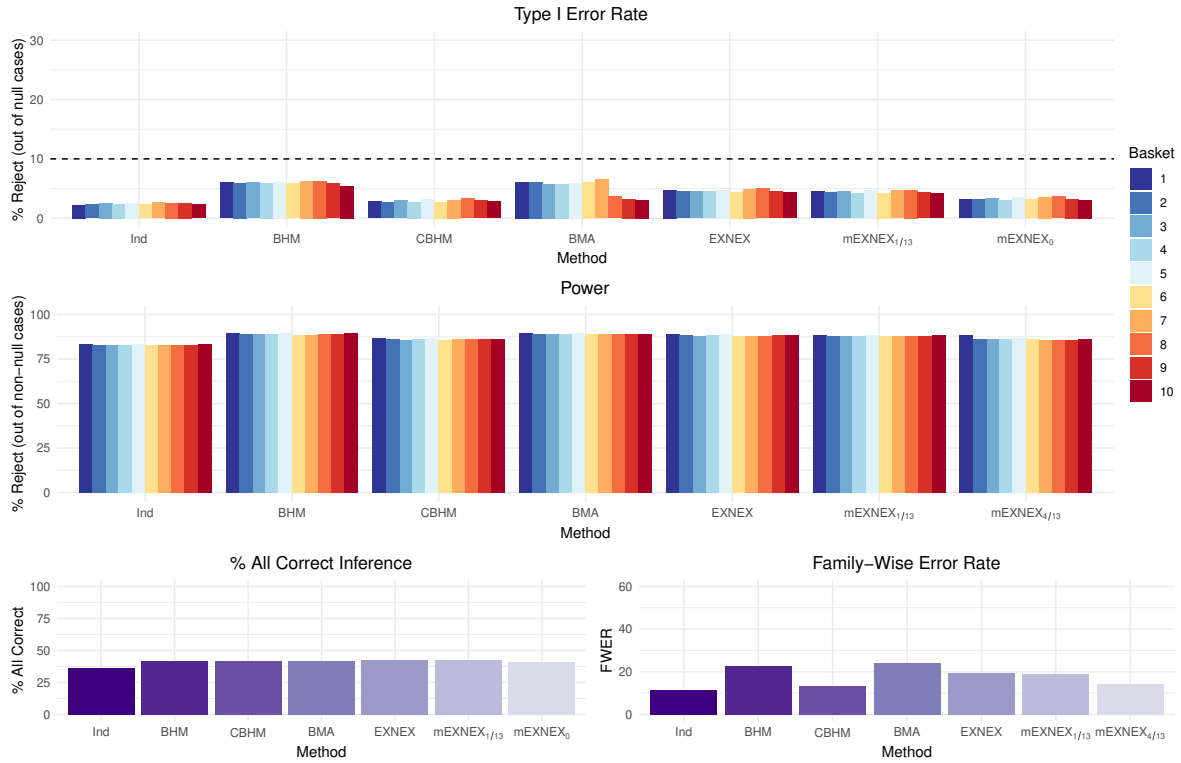 Type I Error Rate
% Reject (out of null cases)
30
20
10
0
Ind BHM CBHM BMA EXNEX mEXNEX₁/₁₃ mEXNEX₀
Method
Basket
1
2
3
4
5
6
7
8
9
10
Power
% Reject (out of non−null cases)
100
75
50
25
0
Ind BHM CBHM BMA EXNEX mEXNEX₁/₁₃ mEXNEX₄/₁₃
Method
% All Correct Inference
% All Correct
100
75
50
25
0
Ind BHM CBHM BMA EXNEX mEXNEX₁/₁₃ mEXNEX₀
Method
Family−Wise Error Rate
FWER
60
40
20
0
Ind BHM CBHM BMA EXNEX mEXNEX₁/₁₃ mEXNEX₄/₁₃
Method